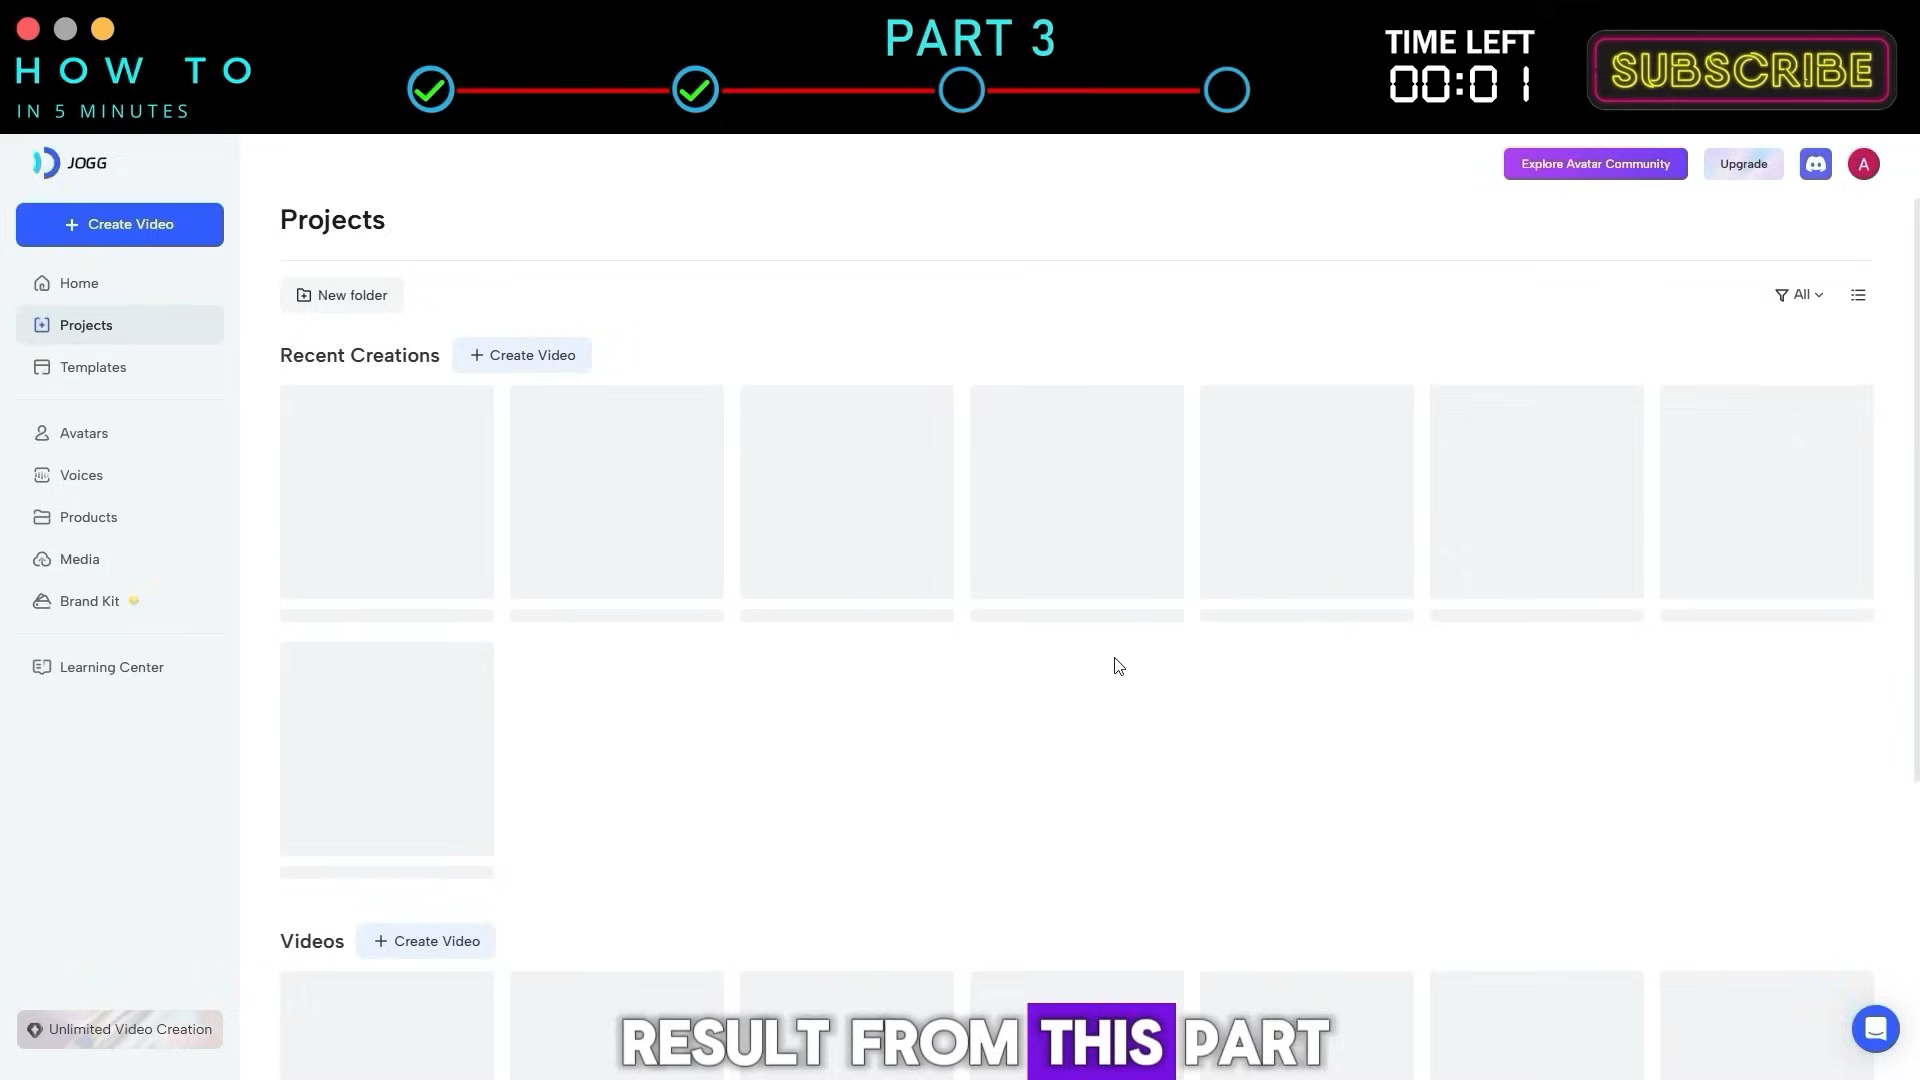 PART 3
HOW TO
IN 5 MINUTES
TIME LEFT
00:01
SUBSCRIBE
JOGG
Explore Avatar Community
Upgrade
A
+ Create Video
Home
Projects
Templates
Avatars
Voices
Products
Media
Brand Kit
Learning Center
Unlimited Video Creation
Projects
New folder
All
Recent Creations
+ Create Video
Videos
+ Create Video
RESULT FROM THIS PART